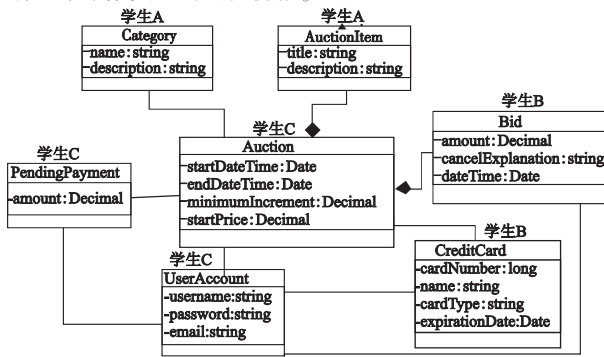 学生A
Category
-name:string
-description:string
学生A
AuctionItem
-title:string
-description:string
学生C
Auction
-startDateTime:Date
-endDateTime:Date
-minimumIncrement:Decimal
-startPrice:Decimal
学生B
Bid
-amount:Decimal
-cancelExplanation:string
-dateTime:Date
学生C
PendingPayment
-amount:Decimal
学生B
CreditCard
-cardNumber:long
-name:string
-cardType:string
-expirationDate:Date
学生C
UserAccount
-username:string
-password:string
-email:string